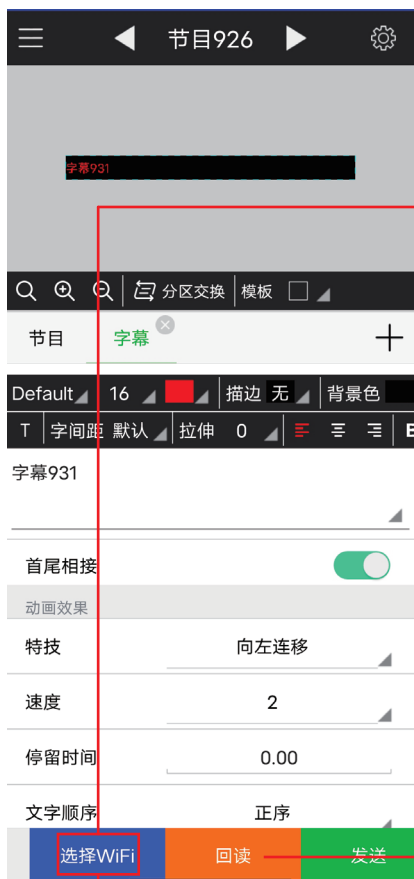 节目926
字幕931
分区交换 模板
节目 字幕
Default 16 描边 无 背景色
T 字间距 默认 拉伸 0 B
字幕931
首尾相接
动画效果
特技 向左连移
速度 2
停留时间 0.00
文字顺序 正序
选择WiFi 回读 发送